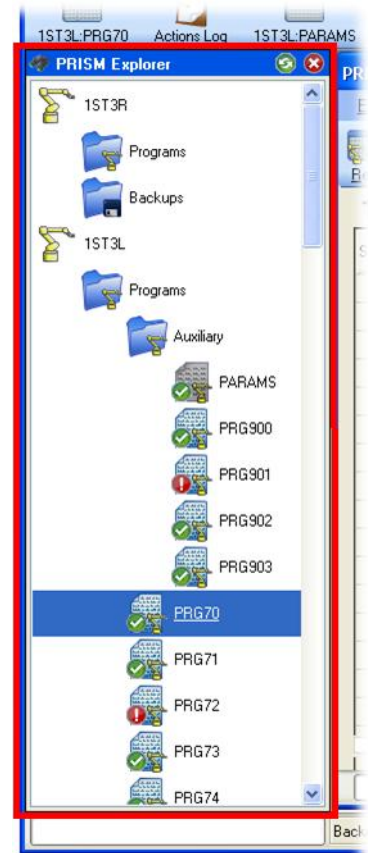 1ST3L:PRG70 Actions Log 1ST3L:PARAMS
PRISM Explorer
1ST3R
Programs
Backups
1ST3L
Programs
Auxiliary
PARAMS
PRG900
PRG901
PRG902
PRG903
PRG70
PRG71
PRG72
PRG73
PRG74